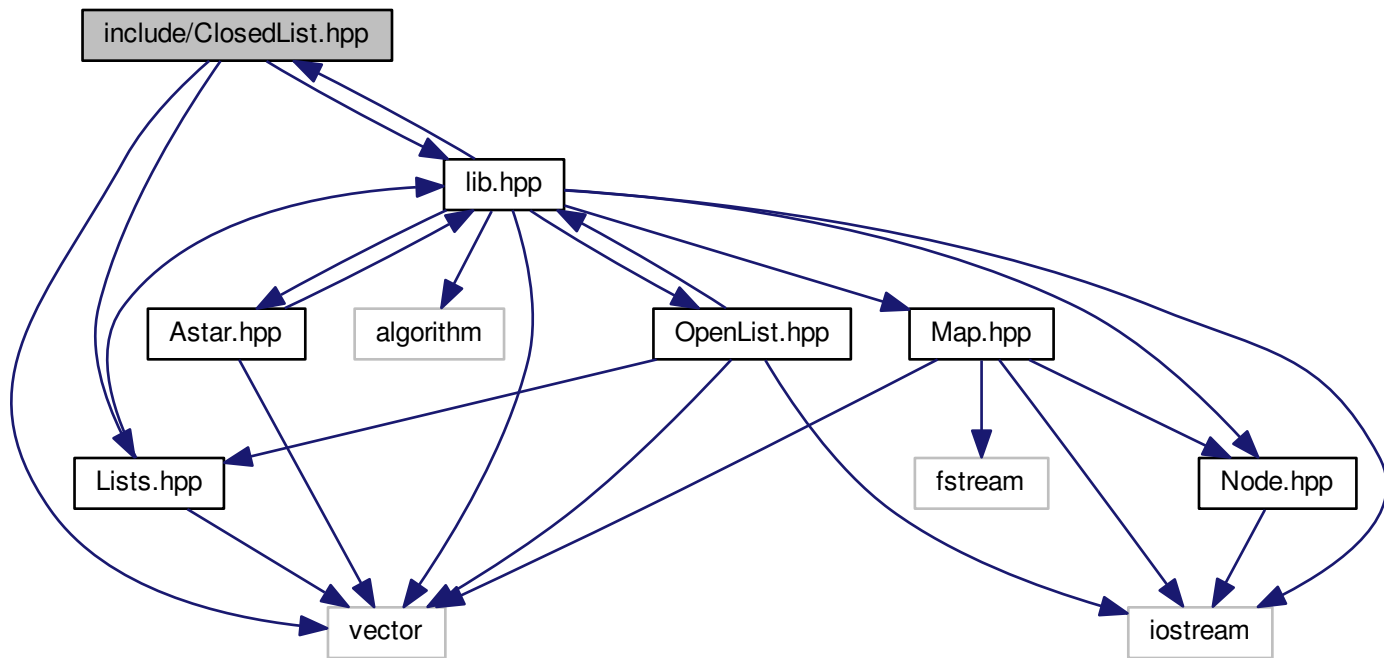 include/ClosedList.hpp
lib.hpp
Astar.hpp
algorithm
OpenList.hpp
Map.hpp
Lists.hpp
fstream
Node.hpp
vector
iostream